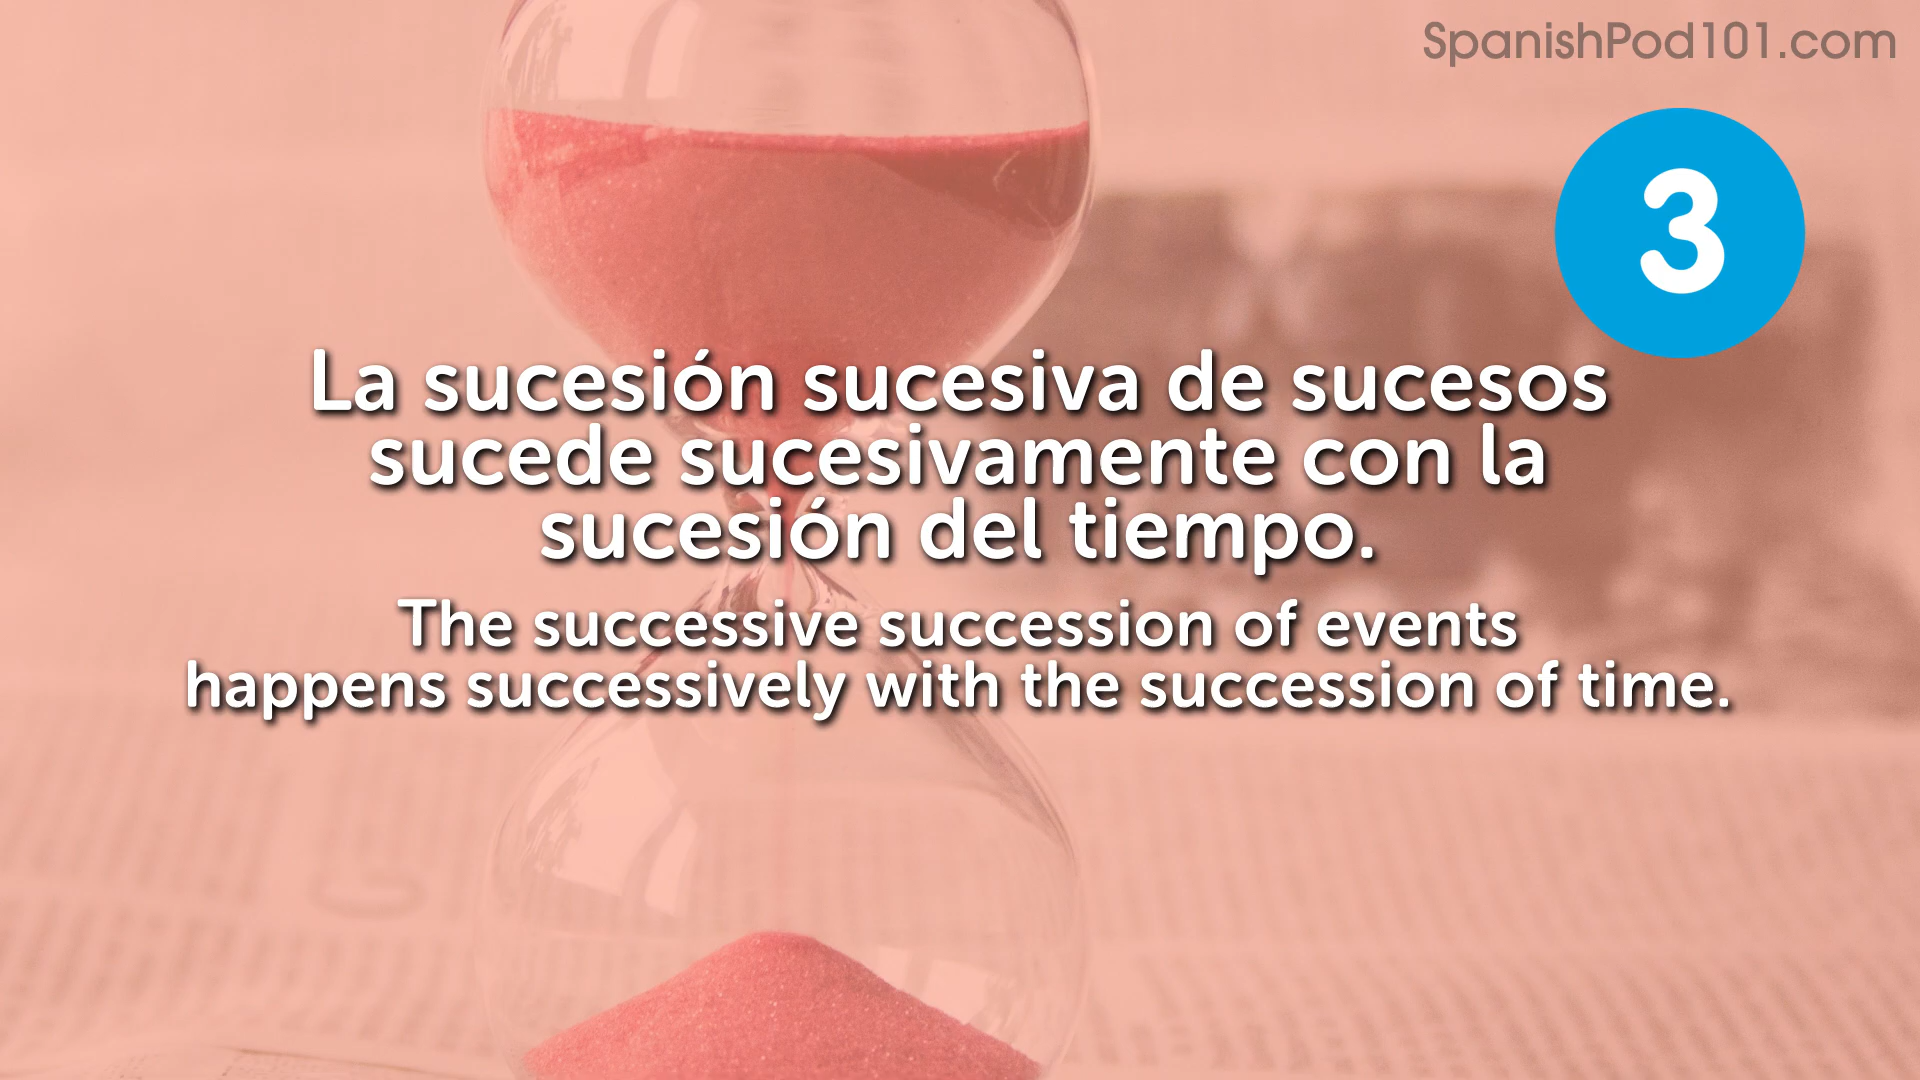 SpanishPod101.com
3
La sucesión sucesiva de sucesos
sucede sucesivamente con la
sucesión del tiempo.
The successive succession of events
happens successively with the succession of time.